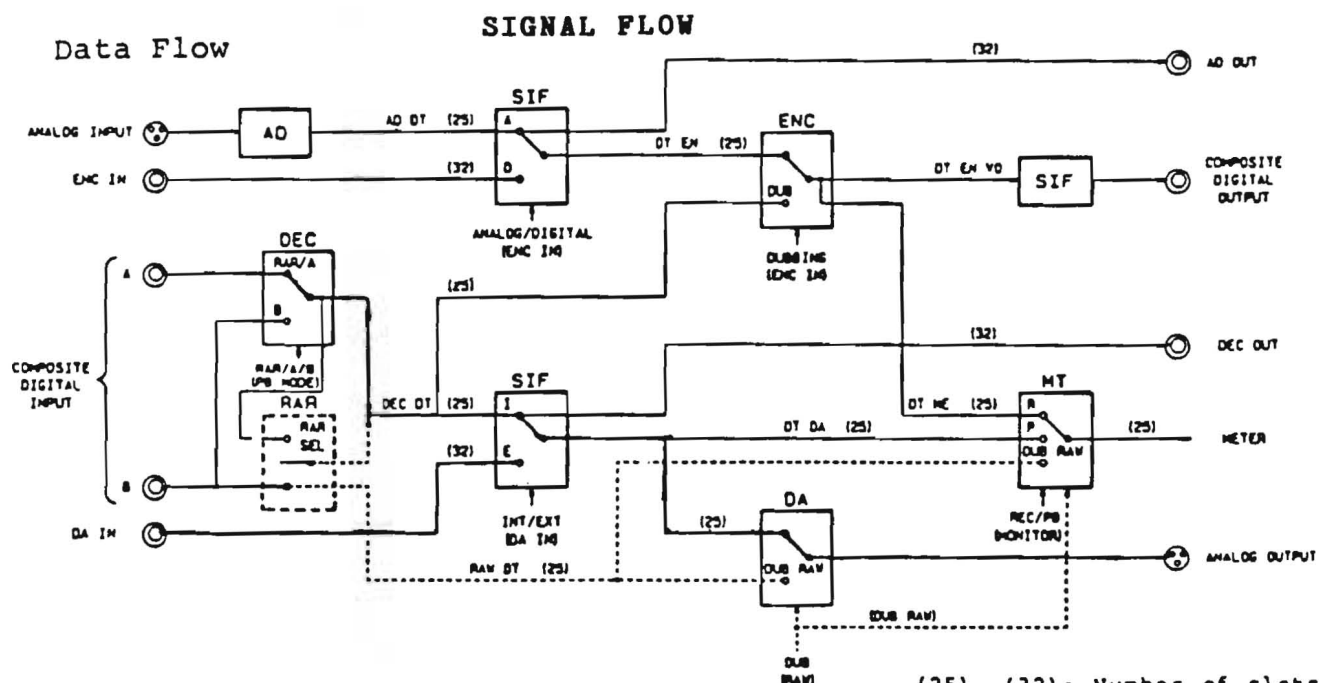 SIGNAL FLOW
Data Flow
(32)
AD OUT
SIF
ANALOG INPUT
AD
AD DT (25)
A
ENC
DT EN (25)
ENC IN
(32)
D
DT EN VD
SIF
COMPOSITE
DIGITAL
OUTPUT
DUB
ANALOG/DIGITAL
(ENC IN)
DUBBING
(ENC IN)
DEC
RAR/A
A
B
(25)
(32)
DEC OUT
RAR/A/B
(PB MODE)
COMPOSITE
DIGITAL
INPUT
SIF
MT
RAR
DEC DT (25)
I
DT ME (25)
R
RAR
SEL
DT DA (25)
P
(25)
METER
(32)
E
DUB
RAW
B
DA
DA IN
INT/EXT
(DA IN)
(25)
REC/PB
(MONITOR)
RAW DT (25)
DUB
RAW
ANALOG OUTPUT
(DUB RAW)
DUB
(RAW)
(25), (32): Number of slots